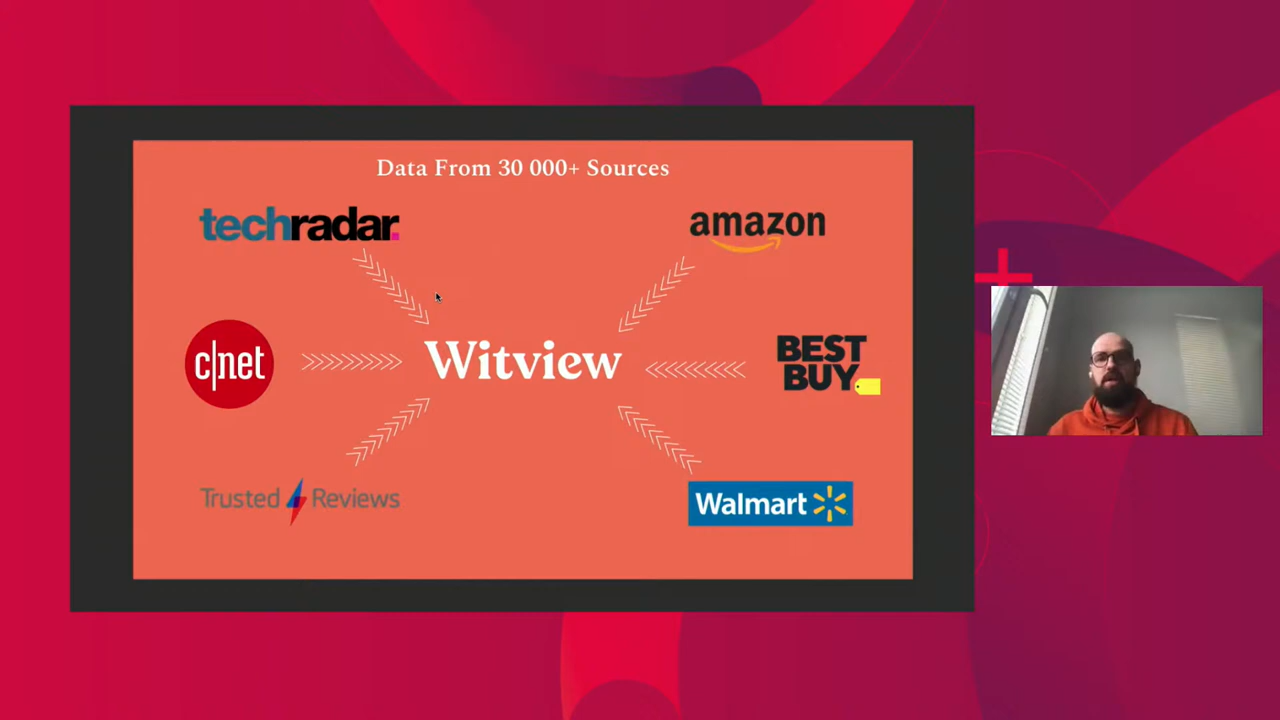 Data From 30 000+ Sources
techradar.
amazon
c|net
Witview
BEST
BUY
Trusted Reviews
Walmart